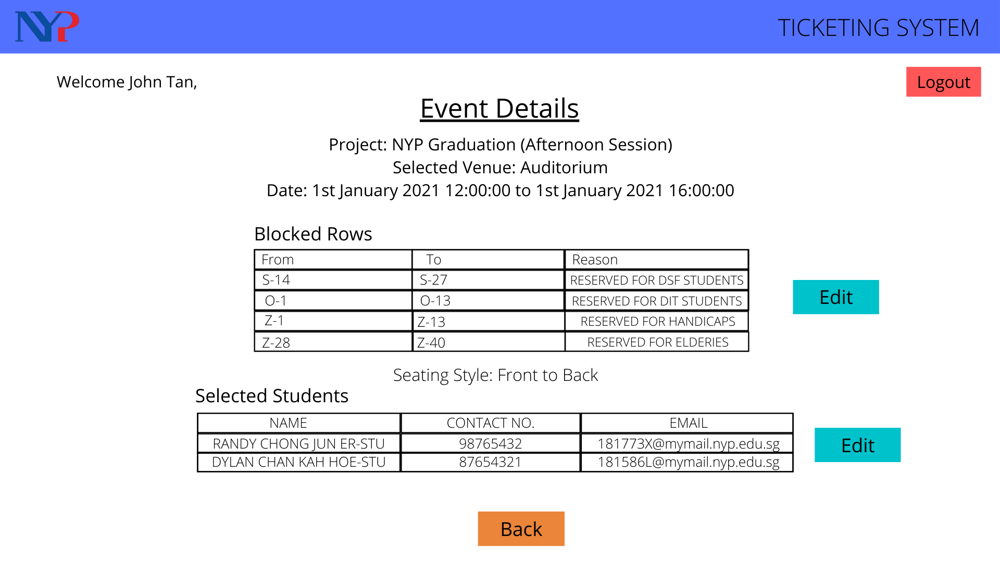 NYP
TICKETING SYSTEM
Welcome John Tan,
Logout
Event Details
Project: NYP Graduation (Afternoon Session)
Selected Venue: Auditorium
Date: 1st January 2021 12:00:00 to 1st January 2021 16:00:00
Blocked Rows
From To Reason
S-14 S-27 RESERVED FOR DSF STUDENTS
O-1 O-13 RESERVED FOR DIT STUDENTS
Z-1 Z-13 RESERVED FOR HANDICAPS
Z-28 Z-40 RESERVED FOR ELDERIES
Edit
Seating Style: Front to Back
Selected Students
NAME CONTACT NO. EMAIL
RANDY CHONG JUN ER-STU 98765432 181773X@mymail.nyp.edu.sg
DYLAN CHAN KAH HOE-STU 87654321 181586L@mymail.nyp.edu.sg
Edit
Back